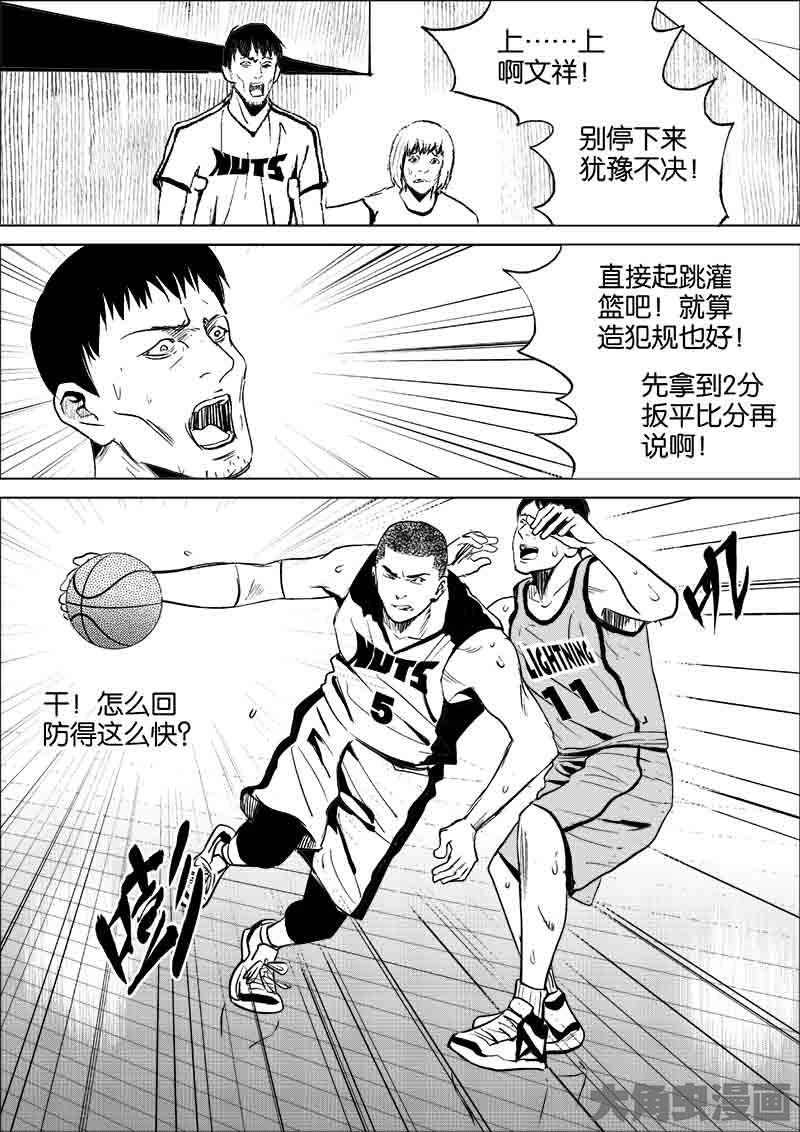 上……上
啊文祥！
别停下来
犹豫不决！
NUTS
直接起跳灌
篮吧！就算
造犯规也好！
先拿到2分
扳平比分再
说啊！
NUTS
5
LIGHTNING
11
干！怎么回
防得这么快？
大角虫漫画